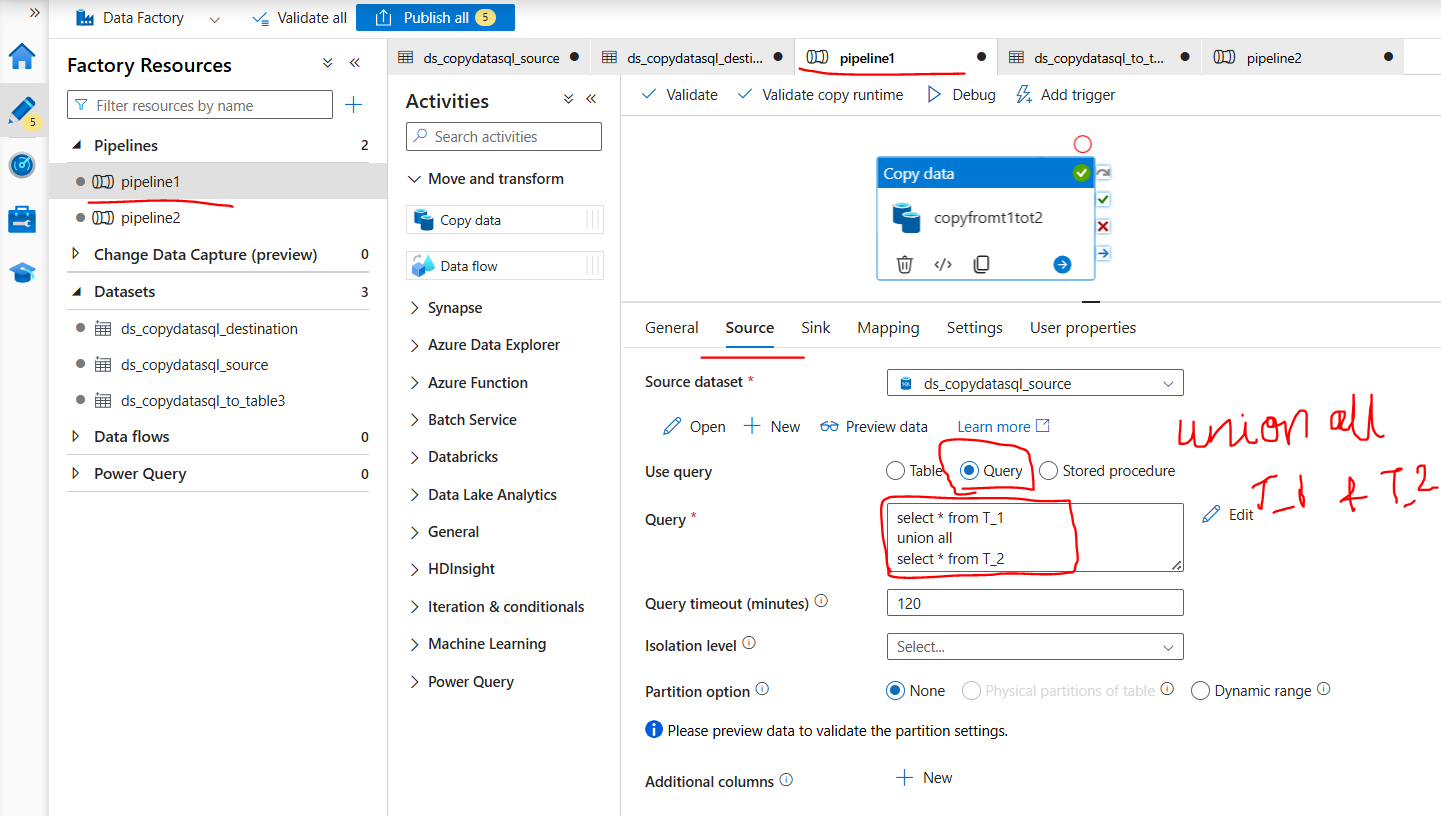 »
Data Factory
Validate all
Publish all 5
Factory Resources
Filter resources by name
5
Pipelines 2
pipeline1
pipeline2
Change Data Capture (preview) 0
Datasets 3
ds_copydatasql_destination
ds_copydatasql_source
ds_copydatasql_to_table3
Data flows 0
Power Query 0
ds_copydatasql_source
ds_copydatasql_desti...
pipeline1
ds_copydatasql_to_t...
pipeline2
Activities
Search activities
Move and transform
Copy data
Data flow
Synapse
Azure Data Explorer
Azure Function
Batch Service
Databricks
Data Lake Analytics
General
HDInsight
Iteration & conditionals
Machine Learning
Power Query
Validate
Validate copy runtime
Debug
Add trigger
Copy data
copyfromt1tot2
General Source Sink Mapping Settings User properties
Source dataset *
SQL
ds_copydatasql_source
Open New Preview data Learn more
Use query Table Query Stored procedure
Query *
select * from T_1
union all
select * from T_2
Edit
union all
T_1 & T_2
Query timeout (minutes) 120
Isolation level Select...
Partition option None Physical partitions of table Dynamic range
Please preview data to validate the partition settings.
Additional columns New